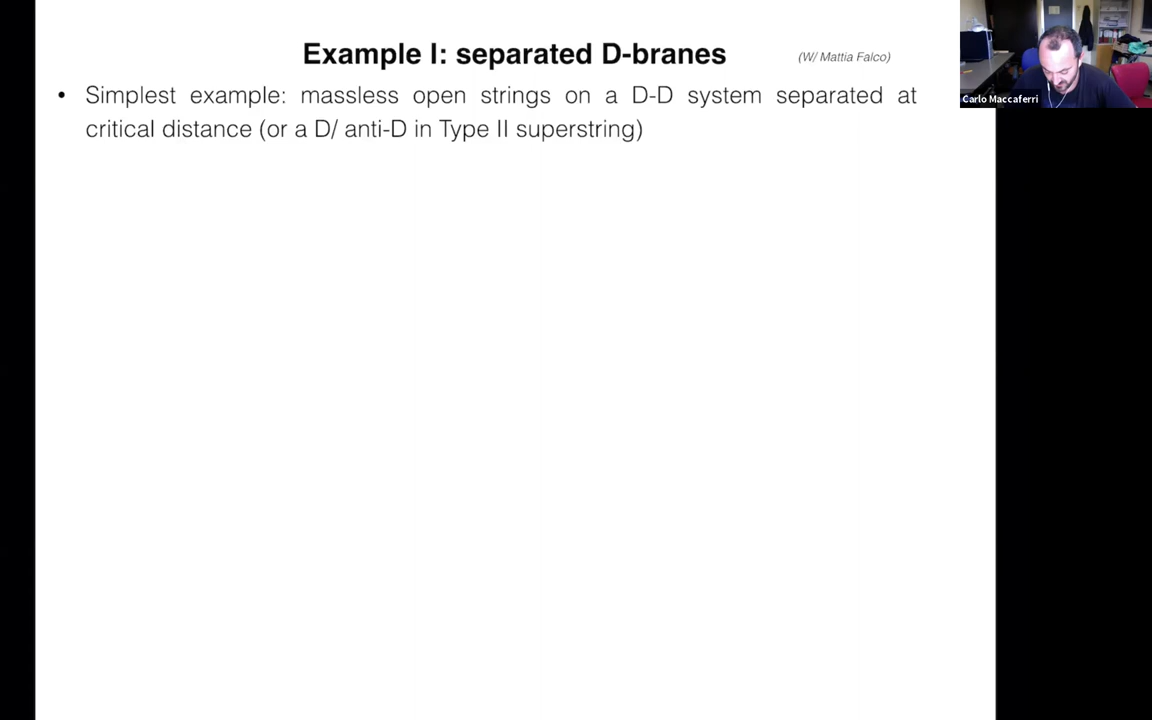 Example I: separated D-branes
(W/ Mattia Falco)
• Simplest example: massless open strings on a D-D system separated at
critical distance (or a D/ anti-D in Type II superstring)
Carlo Maccaferri